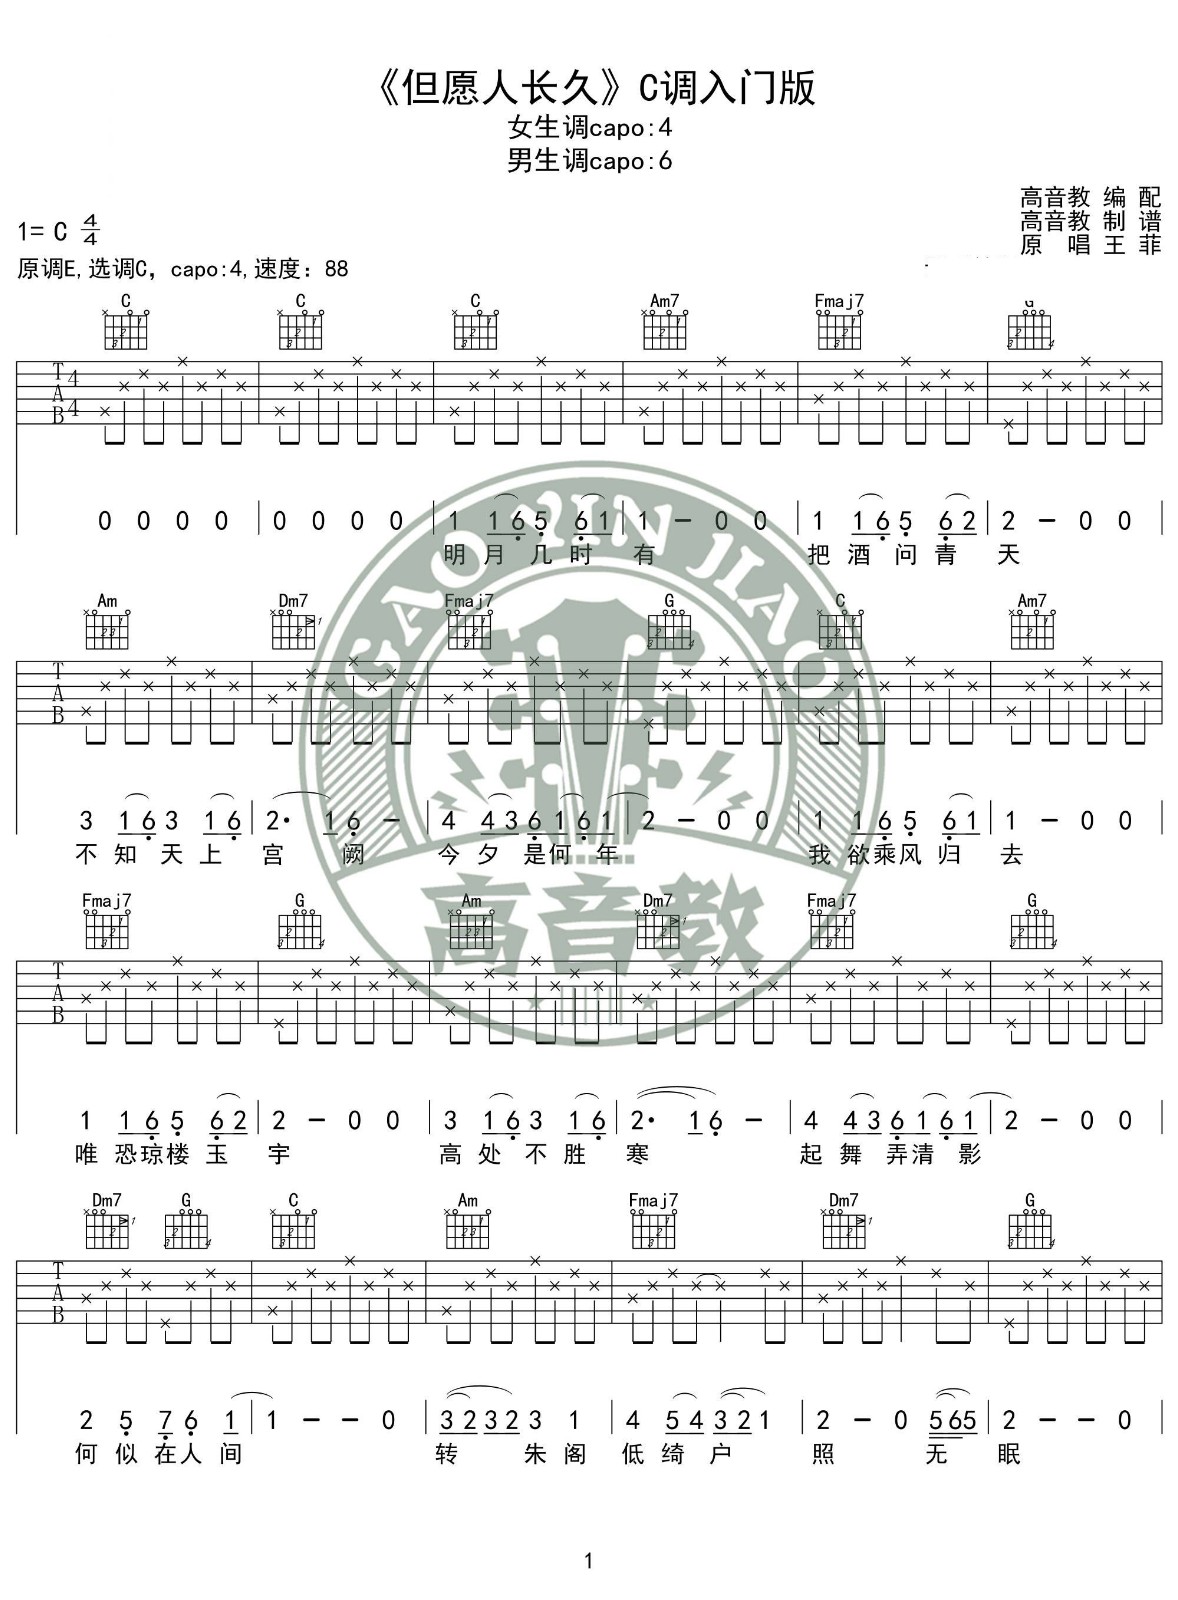 《但愿人长久》C调入门版
女生调capo:4
男生调capo:6
高音教 编 配
高音教 制 谱
原 唱王 菲
1= C 4/4
原调E,选调C，capo:4,速度：88
C C C Am7 Fmaj7 G
T A B 4 4
0 0 0 0 | 0 0 0 0 | 1 1 6 5 6 1 | 1 — 0 0 | 1 1 6 5 6 2 | 2 — 0 0 |
明 月 几 时 有 把 酒 问 青 天
Am Dm7 Fmaj7 G C Am7
T A B
3 1 6 3 1 6 | 2· 1 6 — | 4 4 3 6 1 6 1 | 2 — 0 0 | 1 1 6 5 6 1 | 1 — 0 0 |
不 知 天 上 宫 阙 今 夕 是何 年 我 欲乘风 归 去
Fmaj7 G Am Dm7 Fmaj7 G
T A B
1 1 6 5 6 2 | 2 — 0 0 | 3 1 6 3 1 6 | 2· 1 6 — | 4 4 3 6 1 6 1 | 2 — 0 0 |
唯 恐琼楼 玉 宇 高 处 不 胜 寒 起 舞 弄清 影
Dm7 G C Am Fmaj7 Dm7 G
T A B
2 5 7 6 1 | 1 — — 0 | 3 2 3 2 3 1 | 4 5 4 3 2 1 | 2 — 0 5 6 5 | 2 — — 0 |
何 似 在人 间 转 朱 阁 低 绮 户 照 无 眠
GAO YIN JIAO
高音教
1